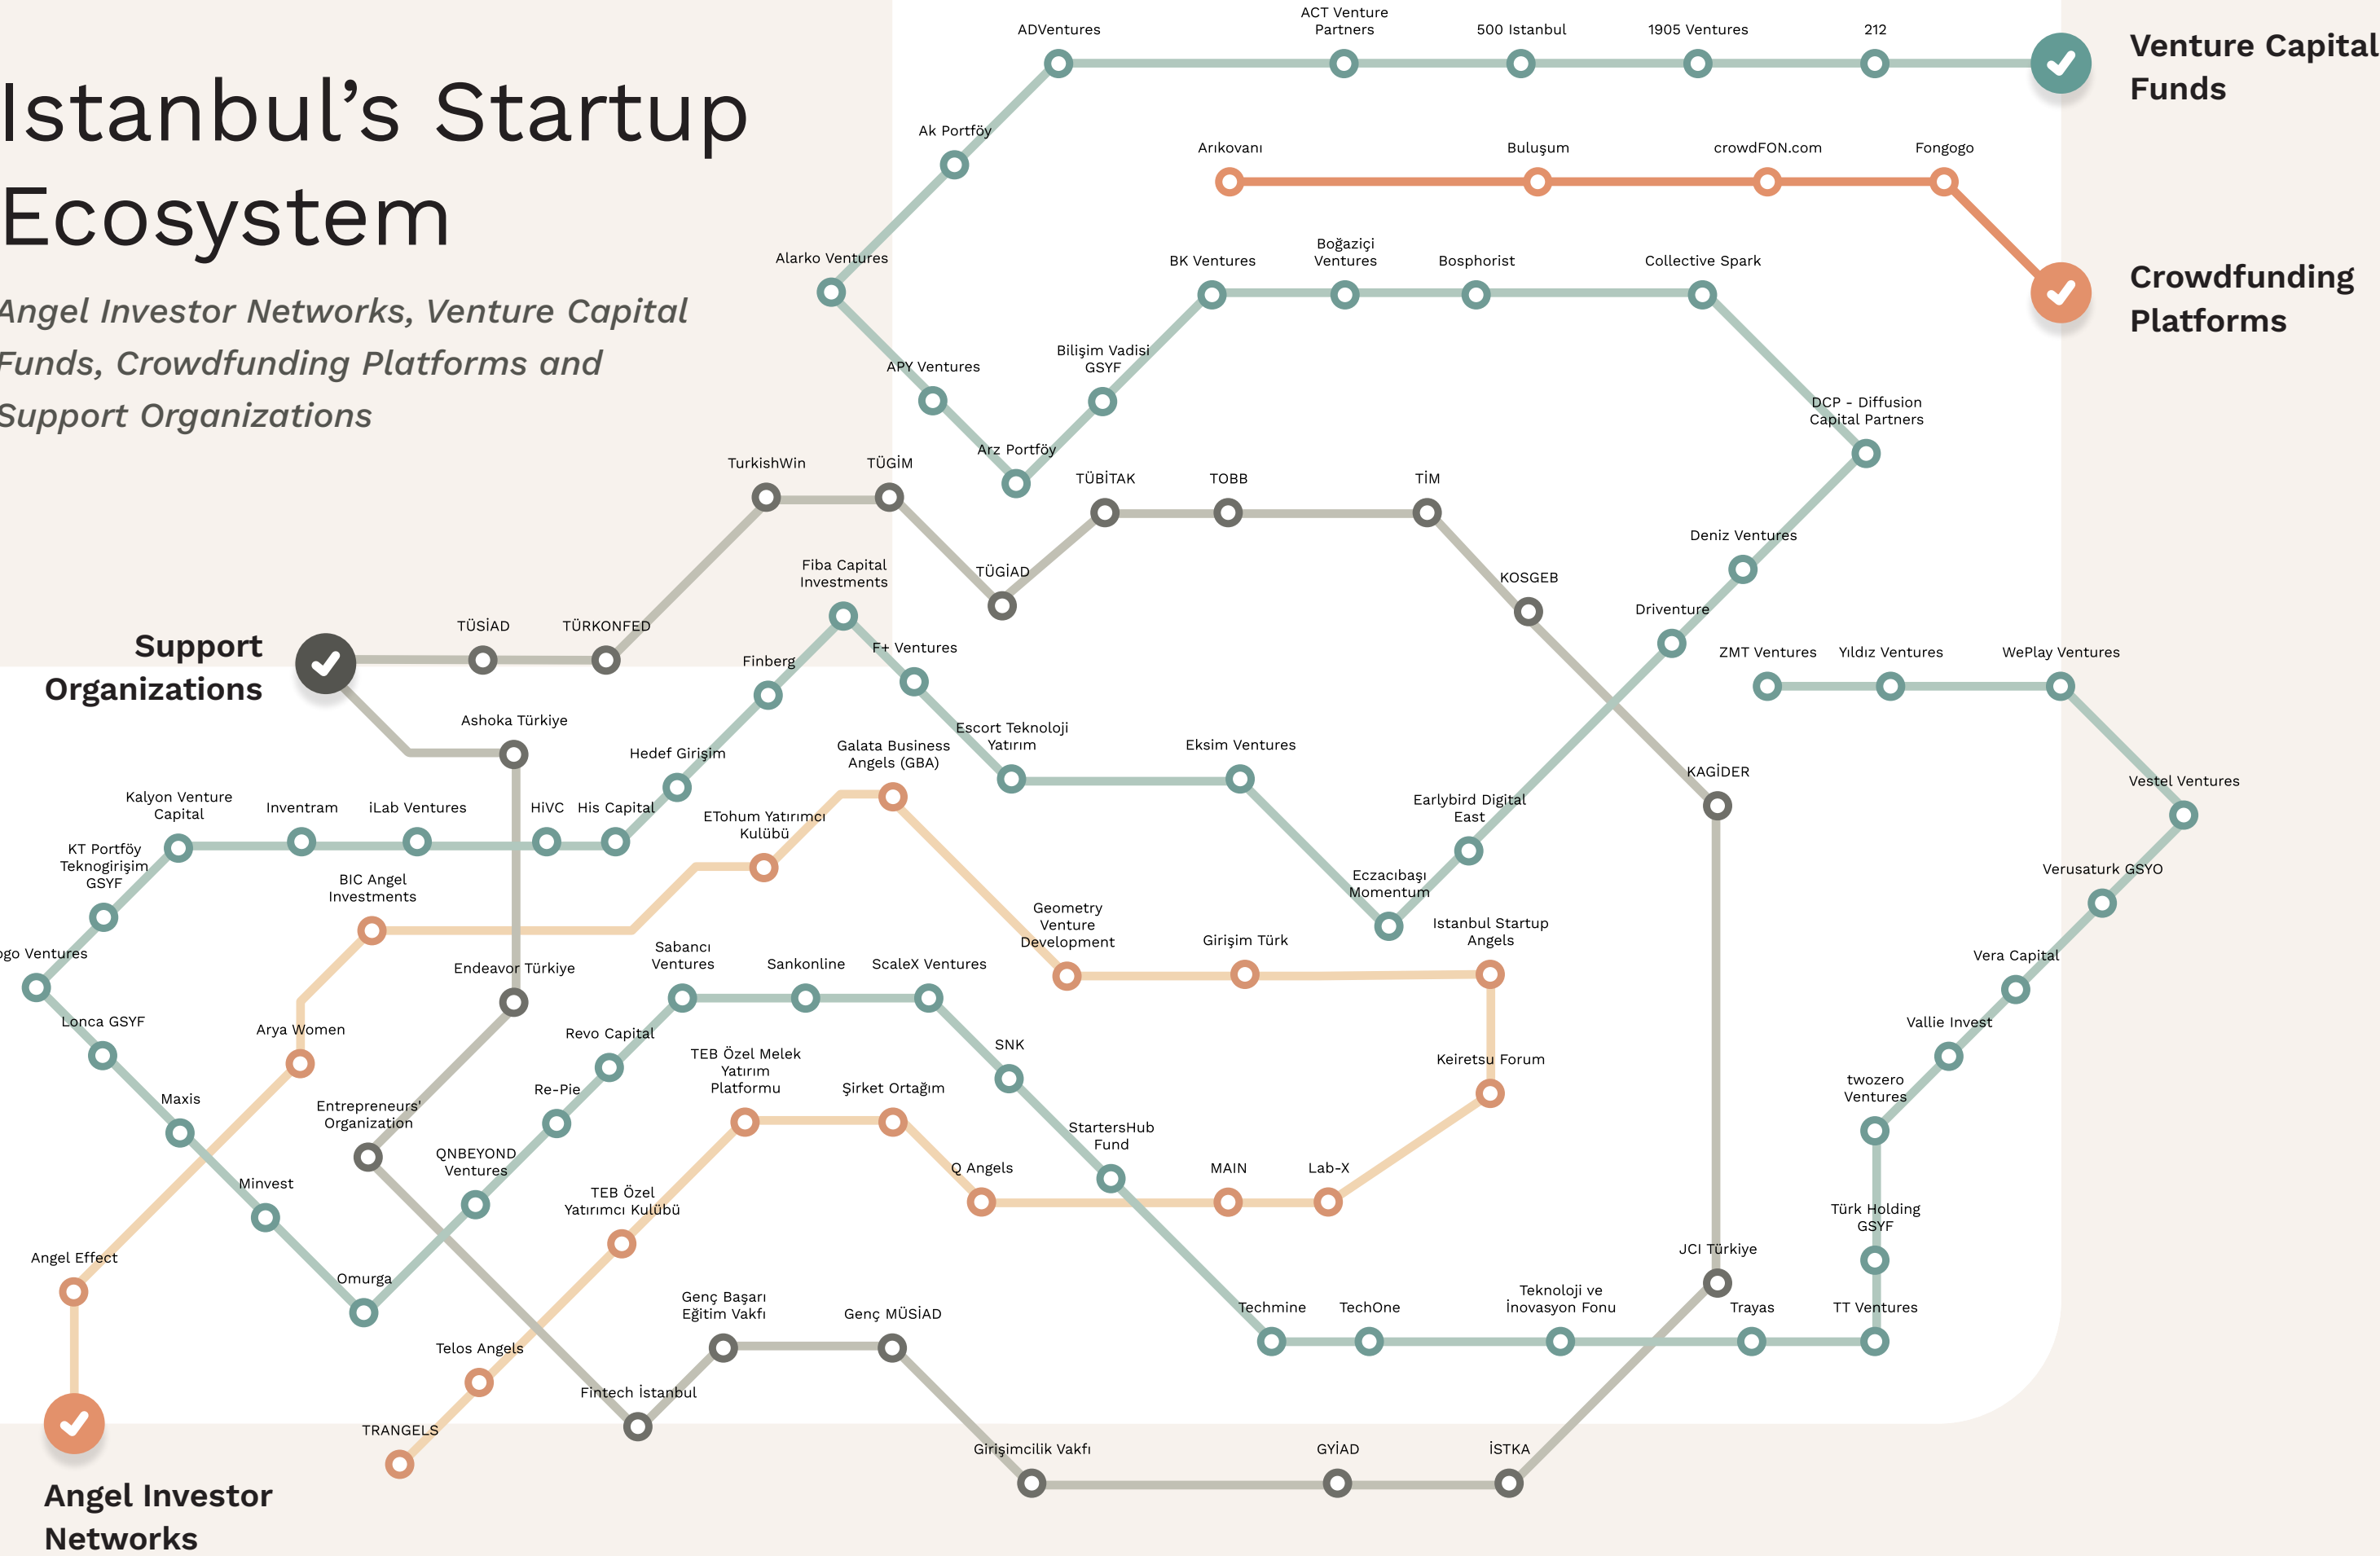 Istanbul’s Startup
Ecosystem
Angel Investor Networks, Venture Capital
Funds, Crowdfunding Platforms and
Support Organizations
ADVentures
ACT Venture
Partners
500 Istanbul
1905 Ventures
212
Venture Capital
Funds
Ak Portföy
Arıkovanı
Buluşum
crowdFON.com
Fongogo
Crowdfunding
Platforms
Alarko Ventures
BK Ventures
Boğaziçi
Ventures
Bosphorist
Collective Spark
APY Ventures
Bilişim Vadisi
GSYF
DCP - Diffusion
Capital Partners
Arz Portföy
TurkishWin
TÜGİM
TÜBİTAK
TOBB
TİM
Deniz Ventures
TÜGİAD
KOSGEB
Fiba Capital
Investments
Driventure
Support
Organizations
TÜSİAD
TÜRKONFED
Finberg
F+ Ventures
ZMT Ventures
Yıldız Ventures
WePlay Ventures
Ashoka Türkiye
Hedef Girişim
Galata Business
Angels (GBA)
Escort Teknoloji
Yatırım
Eksim Ventures
KAGİDER
Vestel Ventures
Kalyon Venture
Capital
Inventram
iLab Ventures
HiVC
His Capital
ETohum Yatırımcı
Kulübü
Earlybird Digital
East
KT Portföy
Teknogirişim
GSYF
BIC Angel
Investments
Eczacıbaşı
Momentum
Verusaturk GSYO
Geometry
Venture
Development
Girişim Türk
Istanbul Startup
Angels
ogo Ventures
Endeavor Türkiye
Sabancı
Ventures
Sankonline
ScaleX Ventures
Vera Capital
Lonca GSYF
Arya Women
Revo Capital
SNK
Vallie Invest
TEB Özel Melek
Yatırım
Platformu
Şirket Ortağım
Keiretsu Forum
Maxis
Entrepreneurs'
Organization
Re-Pie
twozero
Ventures
StartersHub
Fund
QNBEYOND
Ventures
Q Angels
MAIN
Lab-X
Minvest
TEB Özel
Yatırımcı Kulübü
Türk Holding
GSYF
Angel Effect
Omurga
JCI Türkiye
Genç Başarı
Eğitim Vakfı
Genç MÜSİAD
Techmine
TechOne
Teknoloji ve
İnovasyon Fonu
Trayas
TT Ventures
Telos Angels
Fintech İstanbul
TRANGELS
Girişimcilik Vakfı
GYİAD
İSTKA
Angel Investor
Networks